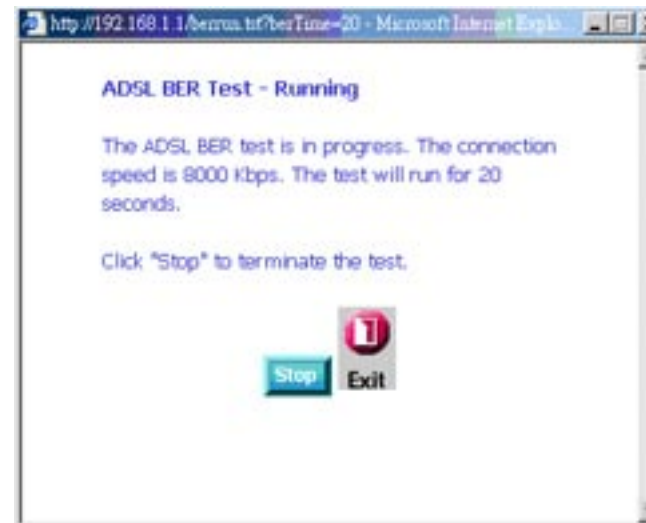 http://192.168.1.1/berrun.tst?berTime=20 - Microsoft Internet Explo...
ADSL BER Test - Running
The ADSL BER test is in progress. The connection
speed is 8000 Kbps. The test will run for 20
seconds.
Click "Stop" to terminate the test.
Stop
Exit